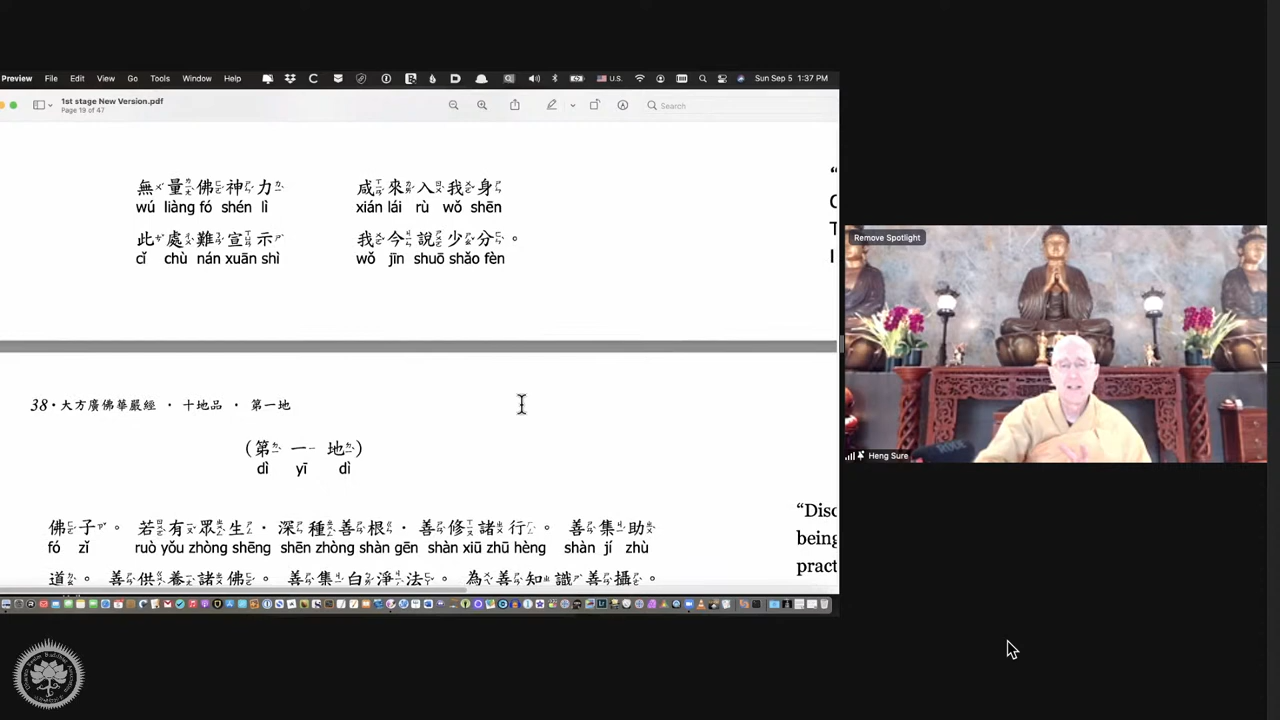 Preview File Edit View Go Tools Window Help U.S. Sun Sep 5 1:37 PM
1st stage New Version.pdf
Page 19 of 47
Search
無量佛神力 咸來入我身
wú liàng fó shén lì xián lái rù wǒ shēn
此處難宣示 我今說少分。
cǐ chù nán xuān shì wǒ jīn shuō shǎo fèn
38·大方廣佛華嚴經 · 十地品 · 第一地
(第一地)
dì yī dì
佛子。若有眾生·深種善根·善修諸行。善集助
fó zǐ ruò yǒu zhòng shēng shēn zhòng shàn gēn shàn xiū zhū hèng shàn jí zhù
道。善供養諸佛。善集白淨法。為善知識善攝。
“Disc
being
pract
Remove Spotlight
Heng Sure
RODE